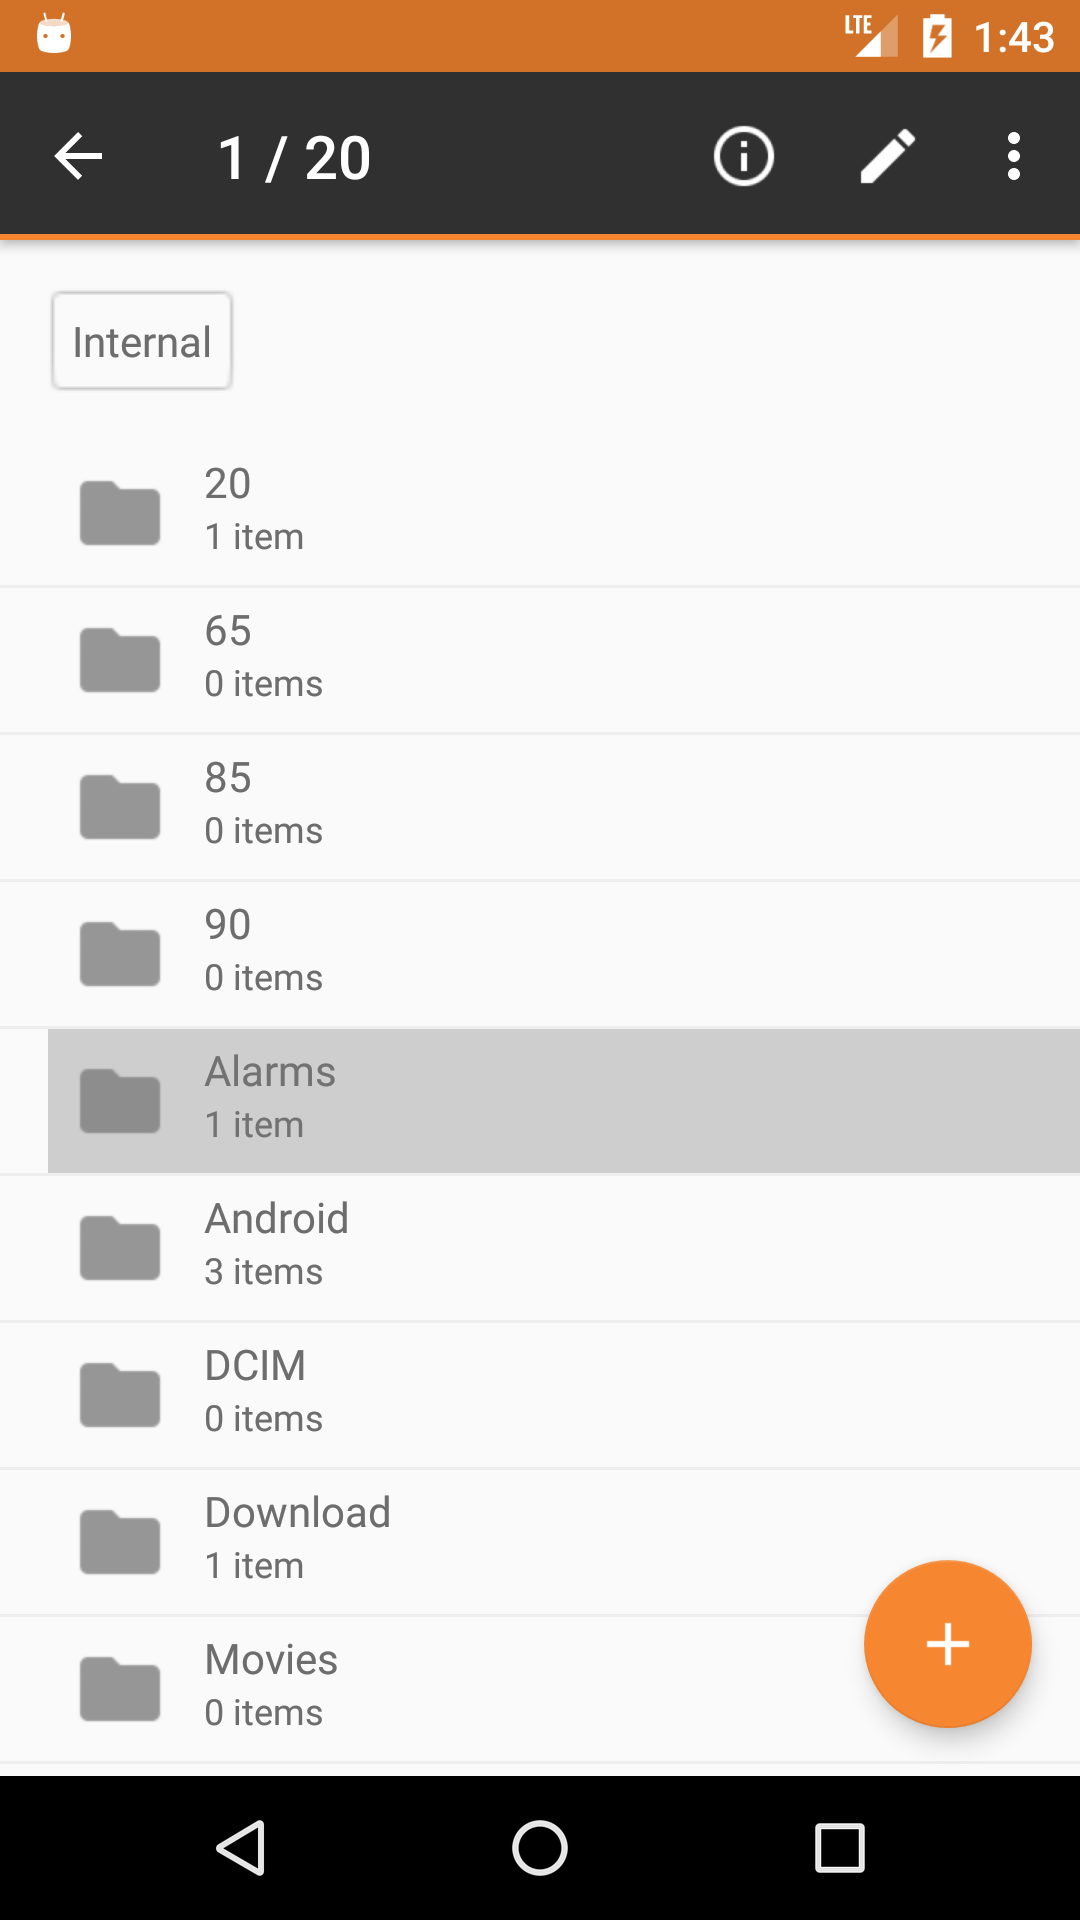 LTE 1:43
1 / 20
Internal
20
1 item
65
0 items
85
0 items
90
0 items
Alarms
1 item
Android
3 items
DCIM
0 items
Download
1 item
Movies
0 items